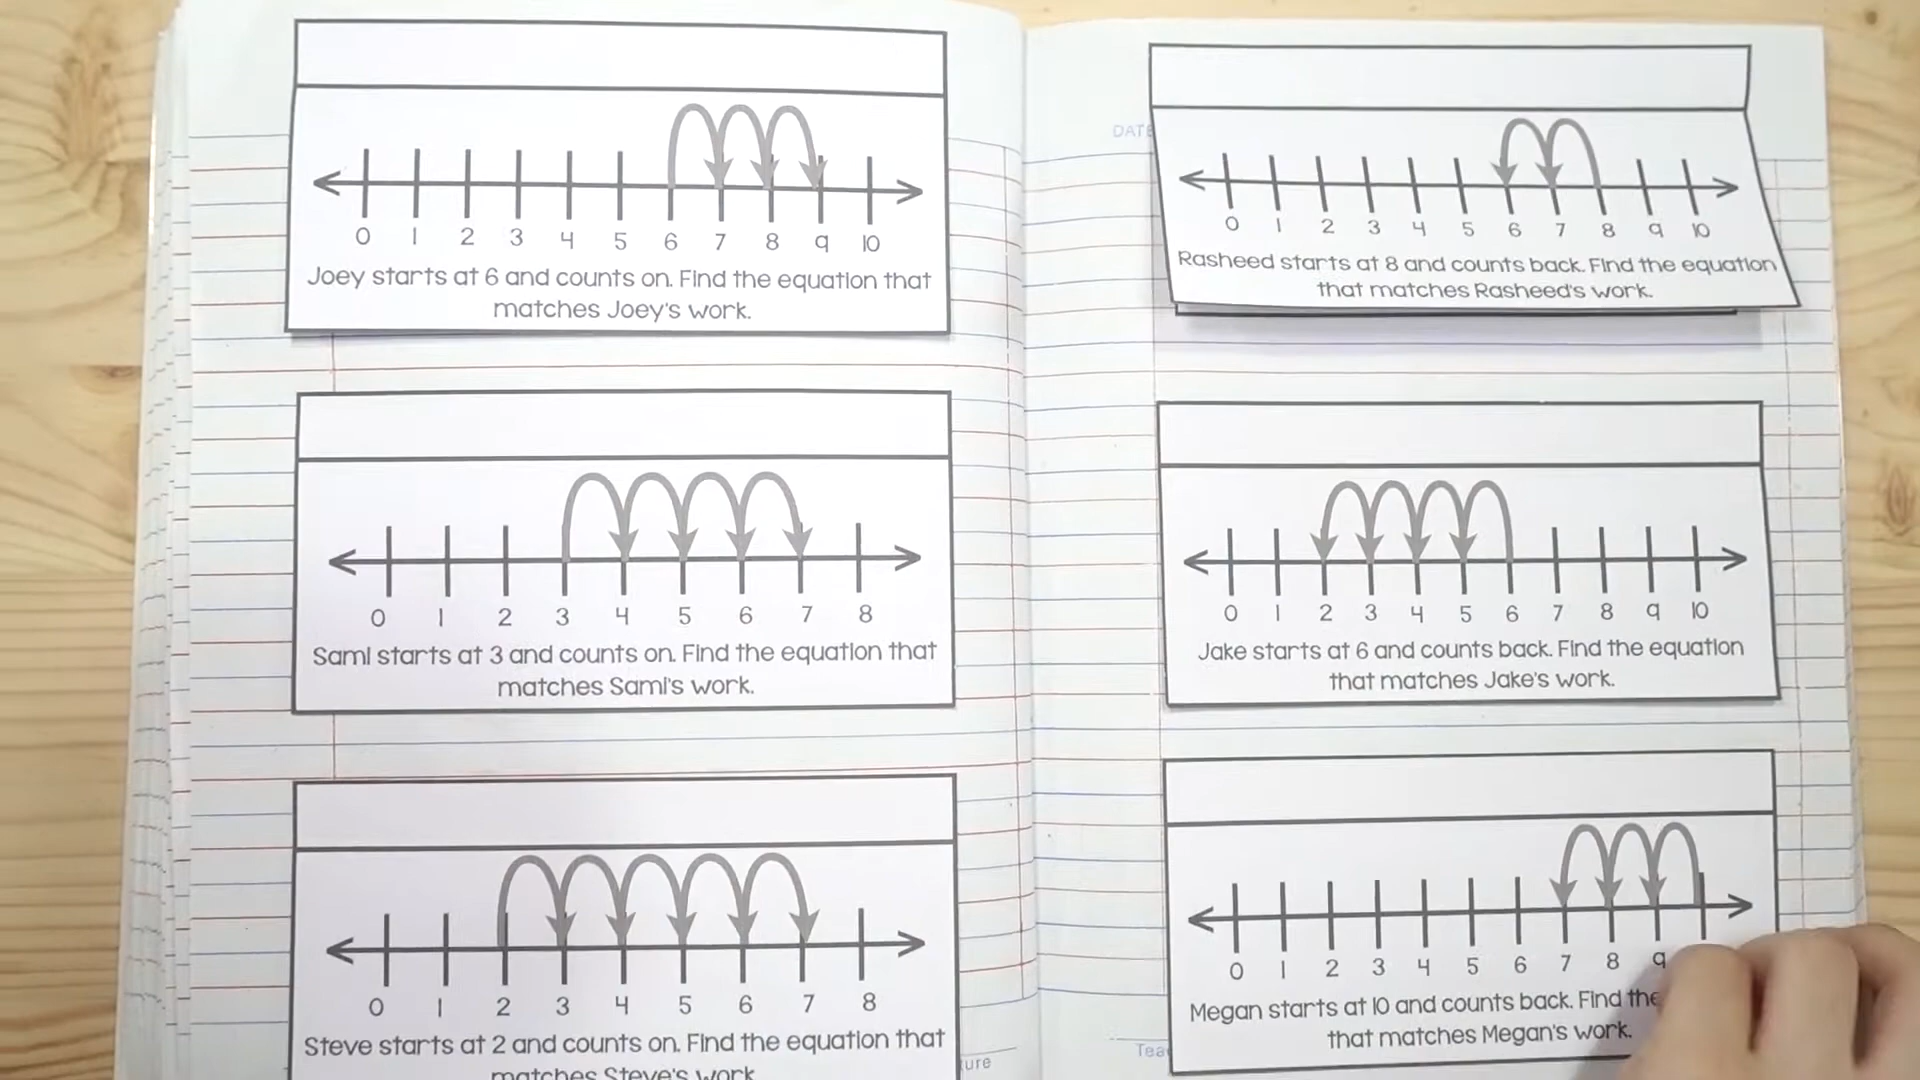 0 1 2 3 4 5 6 7 8 9 10
Joey starts at 6 and counts on. Find the equation that
matches Joey's work.
0 1 2 3 4 5 6 7 8
Sami starts at 3 and counts on. Find the equation that
matches Sami's work.
0 1 2 3 4 5 6 7 8
Steve starts at 2 and counts on. Find the equation that
matches Steve's work
DATE
0 1 2 3 4 5 6 7 8 9 10
Rasheed starts at 8 and counts back. Find the equation
that matches Rasheed's work.
0 1 2 3 4 5 6 7 8 9 10
Jake starts at 6 and counts back. Find the equation
that matches Jake's work.
0 1 2 3 4 5 6 7 8 9
Megan starts at 10 and counts back. Find the
that matches Megan's work.